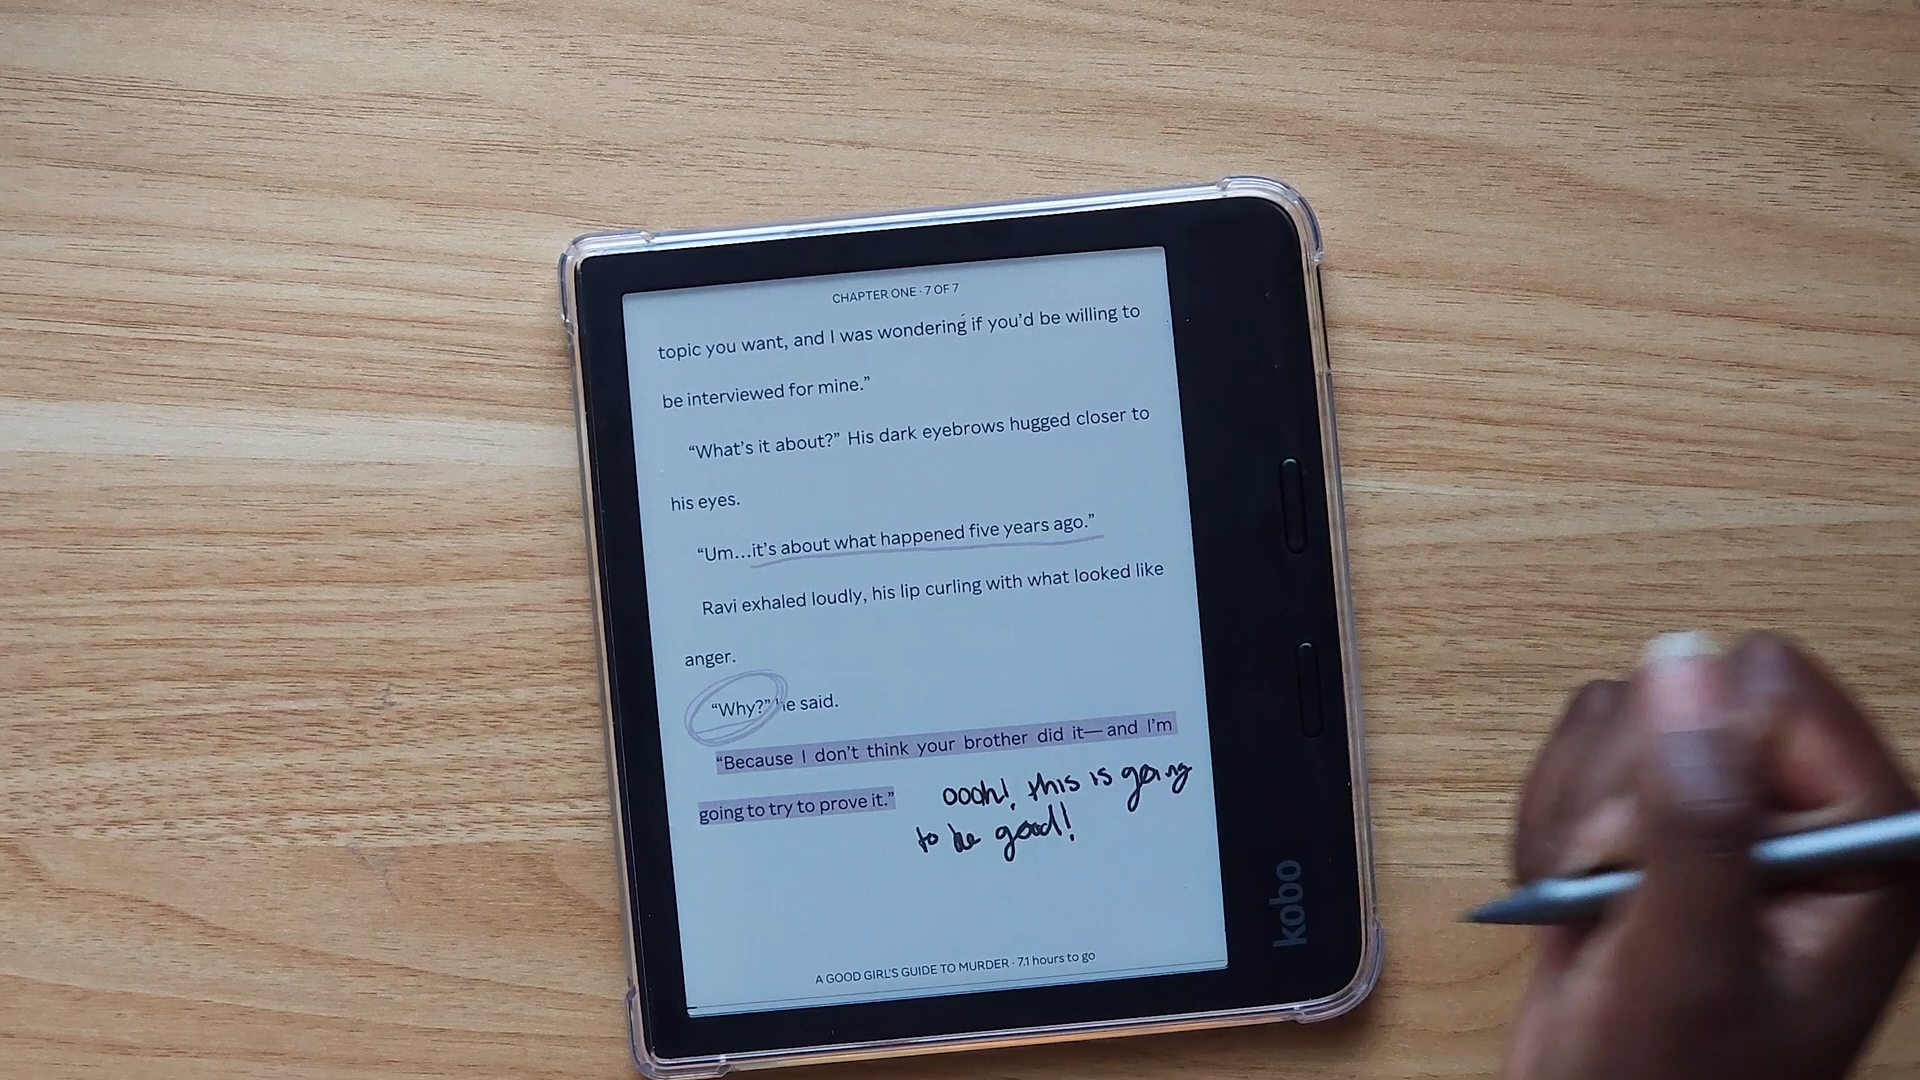 CHAPTER ONE · 7 OF 7
topic you want, and I was wondering if you’d be willing to
be interviewed for mine.”
“What’s it about?” His dark eyebrows hugged closer to
his eyes.
“Um…it’s about what happened five years ago.”
Ravi exhaled loudly, his lip curling with what looked like
anger.
“Why?” he said.
“Because I don’t think your brother did it—and I’m
going to try to prove it.”
oooh! this is going
to be good!
A GOOD GIRL’S GUIDE TO MURDER · 7.1 hours to go
kobo